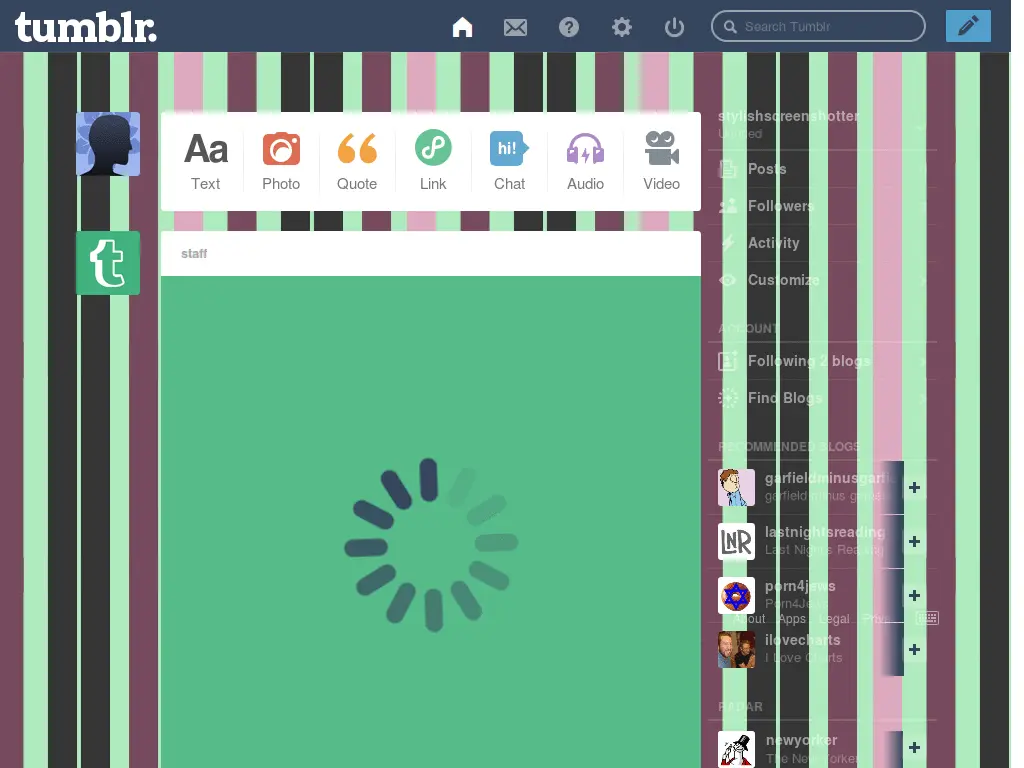 tumblr.
Search Tumblr
Aa
hi!
Text Photo Quote Link Chat Audio Video
t
staff
stylishscreenshotter
Untitled
Posts
Followers
Activity
Customize
ACCOUNT
Following 2 blogs
Find Blogs
RECOMMENDED BLOGS
garfieldminusgarfi
garfield minus
LNR
lastnightsreading
Last Night's Reading
porn4jews
Porn4Jews
About Apps Legal
ilovecharts
I Love Charts
RADAR
newyorker
The New Yorker